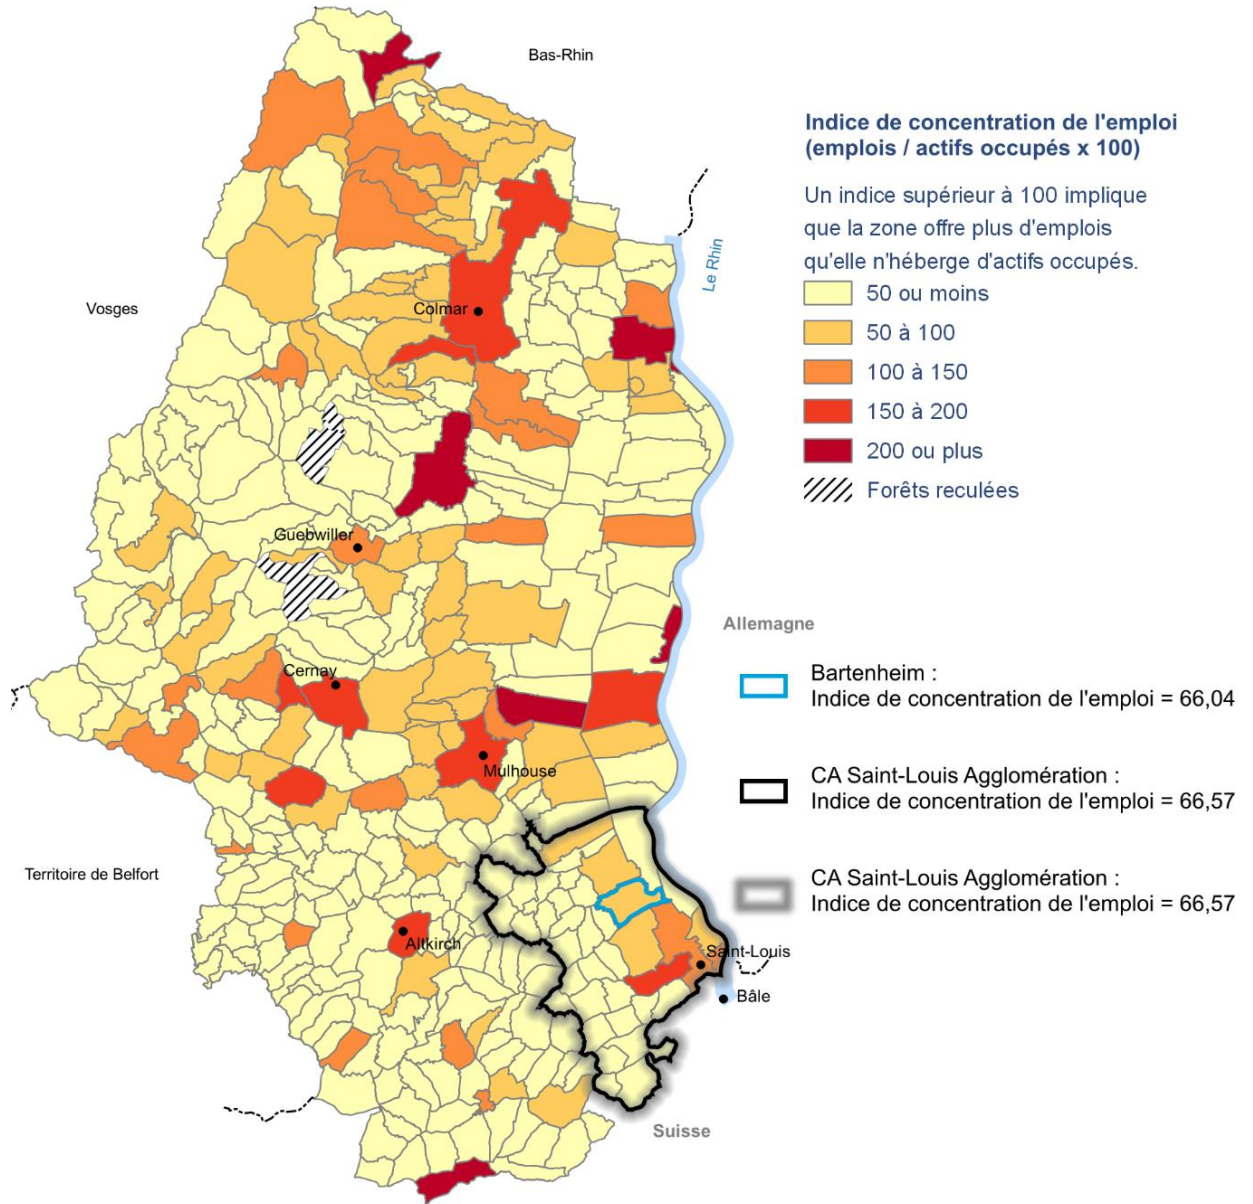 Bas-Rhin
Indice de concentration de l'emploi
(emplois / actifs occupés x 100)
Un indice supérieur à 100 implique
que la zone offre plus d'emplois
qu'elle n'héberge d'actifs occupés.
50 ou moins
50 à 100
100 à 150
150 à 200
200 ou plus
Forêts reculées
Le Rhin
Vosges
Colmar
Guebwiller
Allemagne
Cernay
Bartenheim :
Indice de concentration de l'emploi = 66,04
Mulhouse
CA Saint-Louis Agglomération :
Indice de concentration de l'emploi = 66,57
Territoire de Belfort
CA Saint-Louis Agglomération :
Indice de concentration de l'emploi = 66,57
Altkirch
Saint-Louis
Bâle
Suisse